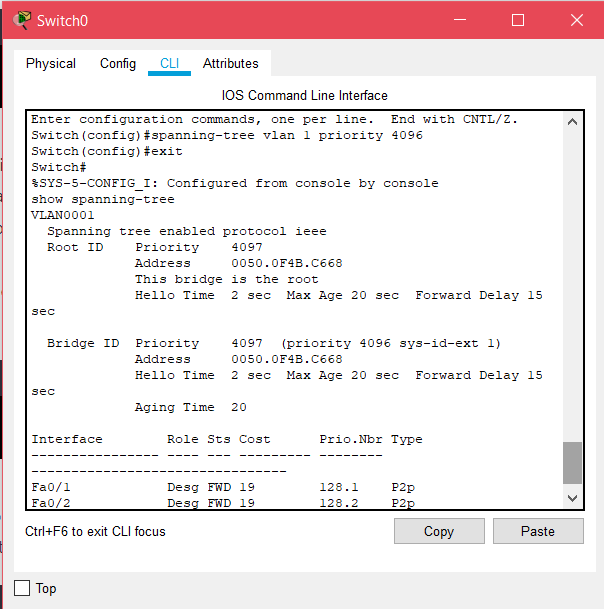 Switch0
Physical Config CLI Attributes
IOS Command Line Interface
Enter configuration commands, one per line.  End with CNTL/Z.
Switch(config)#spanning-tree vlan 1 priority 4096
Switch(config)#exit
Switch#
%SYS-5-CONFIG_I: Configured from console by console
show spanning-tree
VLAN0001
  Spanning tree enabled protocol ieee
  Root ID    Priority    4097
             Address     0050.0F4B.C668
             This bridge is the root
             Hello Time  2 sec  Max Age 20 sec  Forward Delay 15
sec

  Bridge ID  Priority    4097  (priority 4096 sys-id-ext 1)
             Address     0050.0F4B.C668
             Hello Time  2 sec  Max Age 20 sec  Forward Delay 15
sec
             Aging Time  20

Interface        Role Sts Cost      Prio.Nbr Type
---------------- ---- --- --------- --------
--------------------------------
Fa0/1            Desg FWD 19        128.1    P2p
Fa0/2            Desg FWD 19        128.2    P2p
Ctrl+F6 to exit CLI focus
Copy Paste
Top